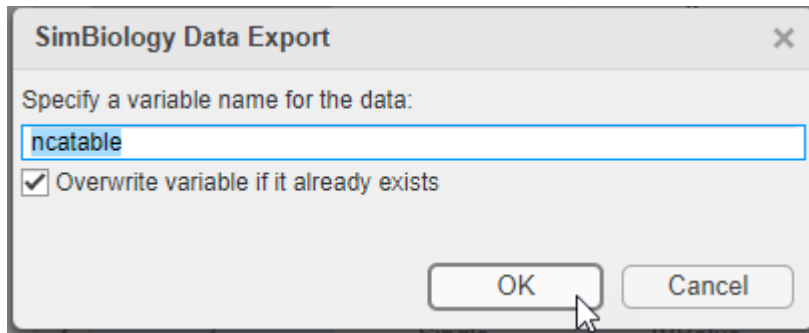 SimBiology Data Export
Specify a variable name for the data:
ncatable
Overwrite variable if it already exists
OK Cancel